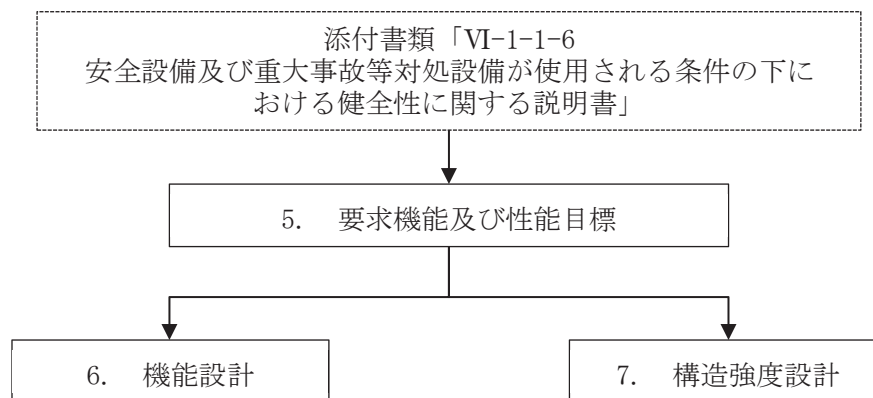 添付書類「Ⅵ-1-1-6
安全設備及び重大事故等対処設備が使用される条件の下に
おける健全性に関する説明書」
5. 要求機能及び性能目標
6. 機能設計
7. 構造強度設計